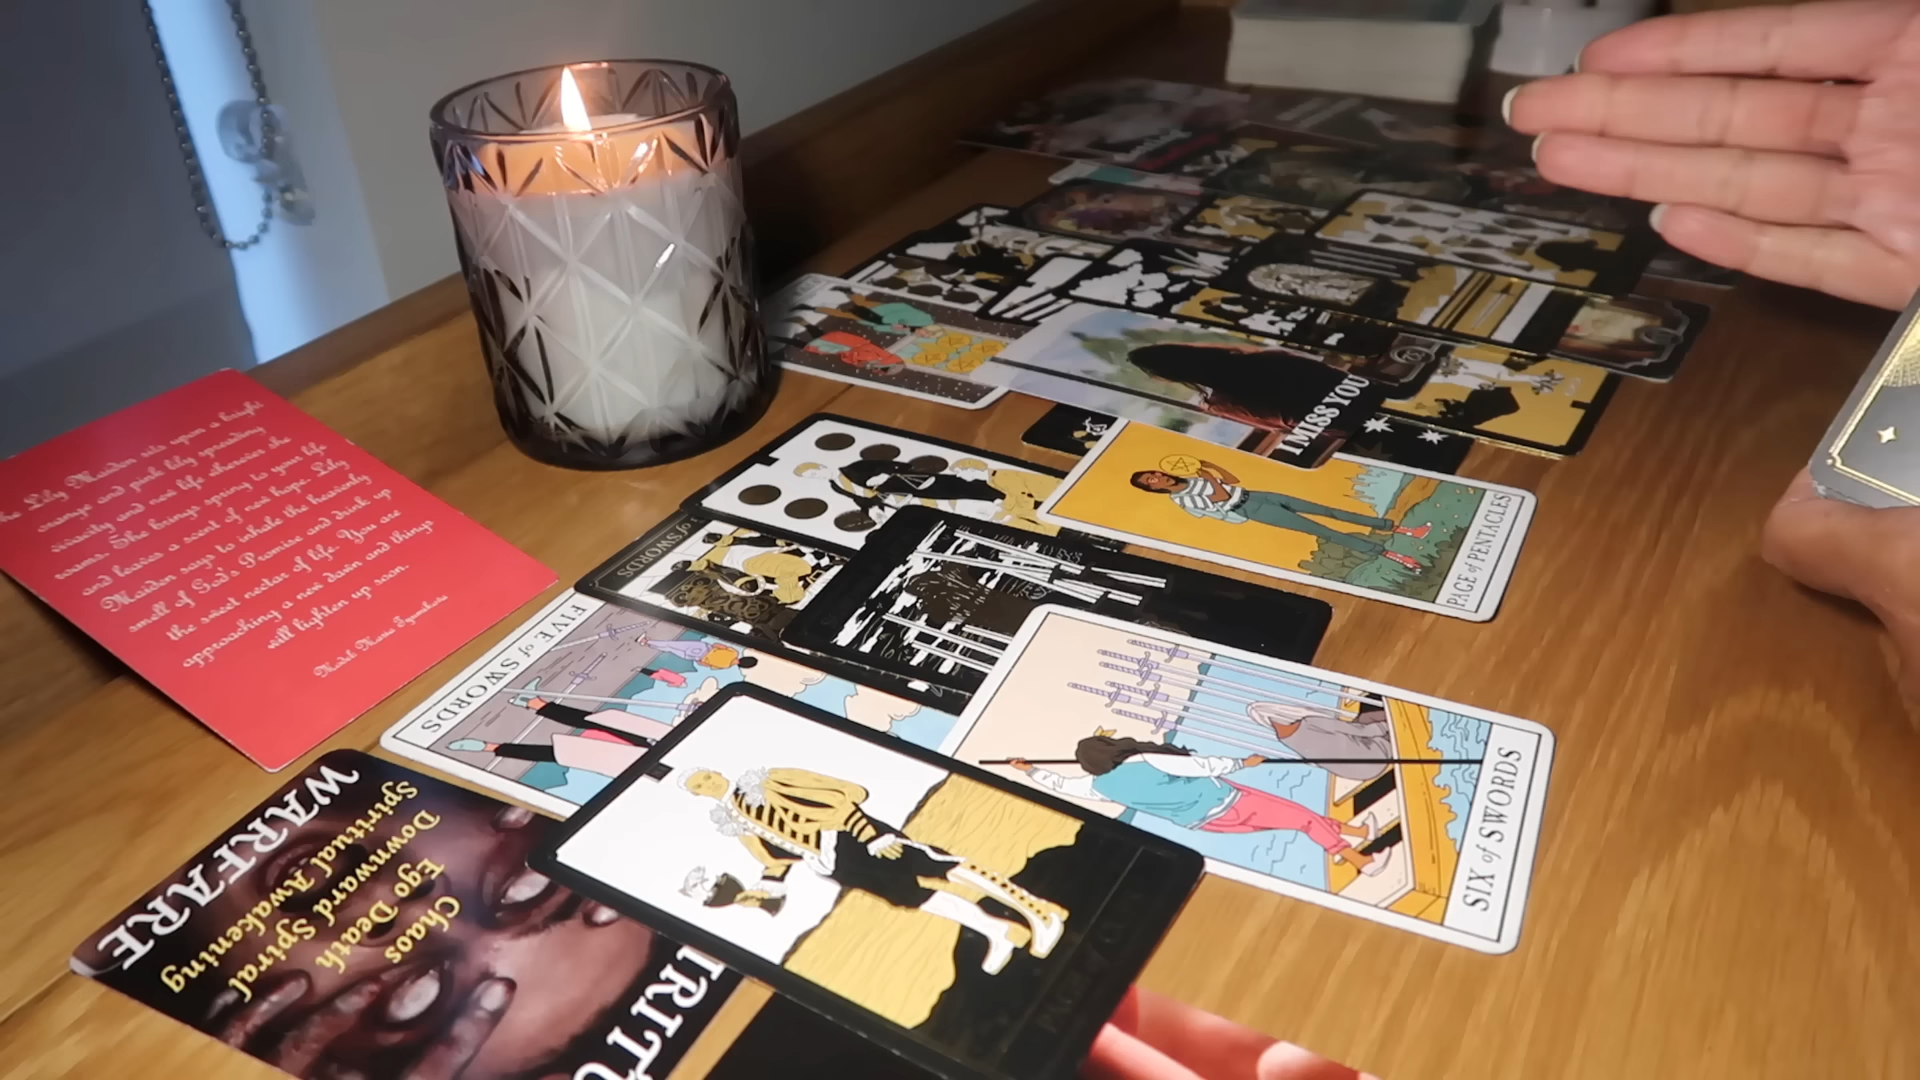 The Lily Maiden sits upon a bright
orange and pink lily spreading
vivacity and new life wherever she
roams. She brings spring to your life
and leaves a scent of new hope. Lily
Maiden says to inhale the heavenly
smell of God's Promise and drink up
the sweet nectar of life. You are
approaching a new dawn and things
will lighten up soon.
WARFARE
Chaos
Ego Death
Downward Spiral
Spiritual Awakening
FIVE of SWORDS
of SWORDS
I MISS YOU
PAGE of PENTACLES
SIX of SWORDS